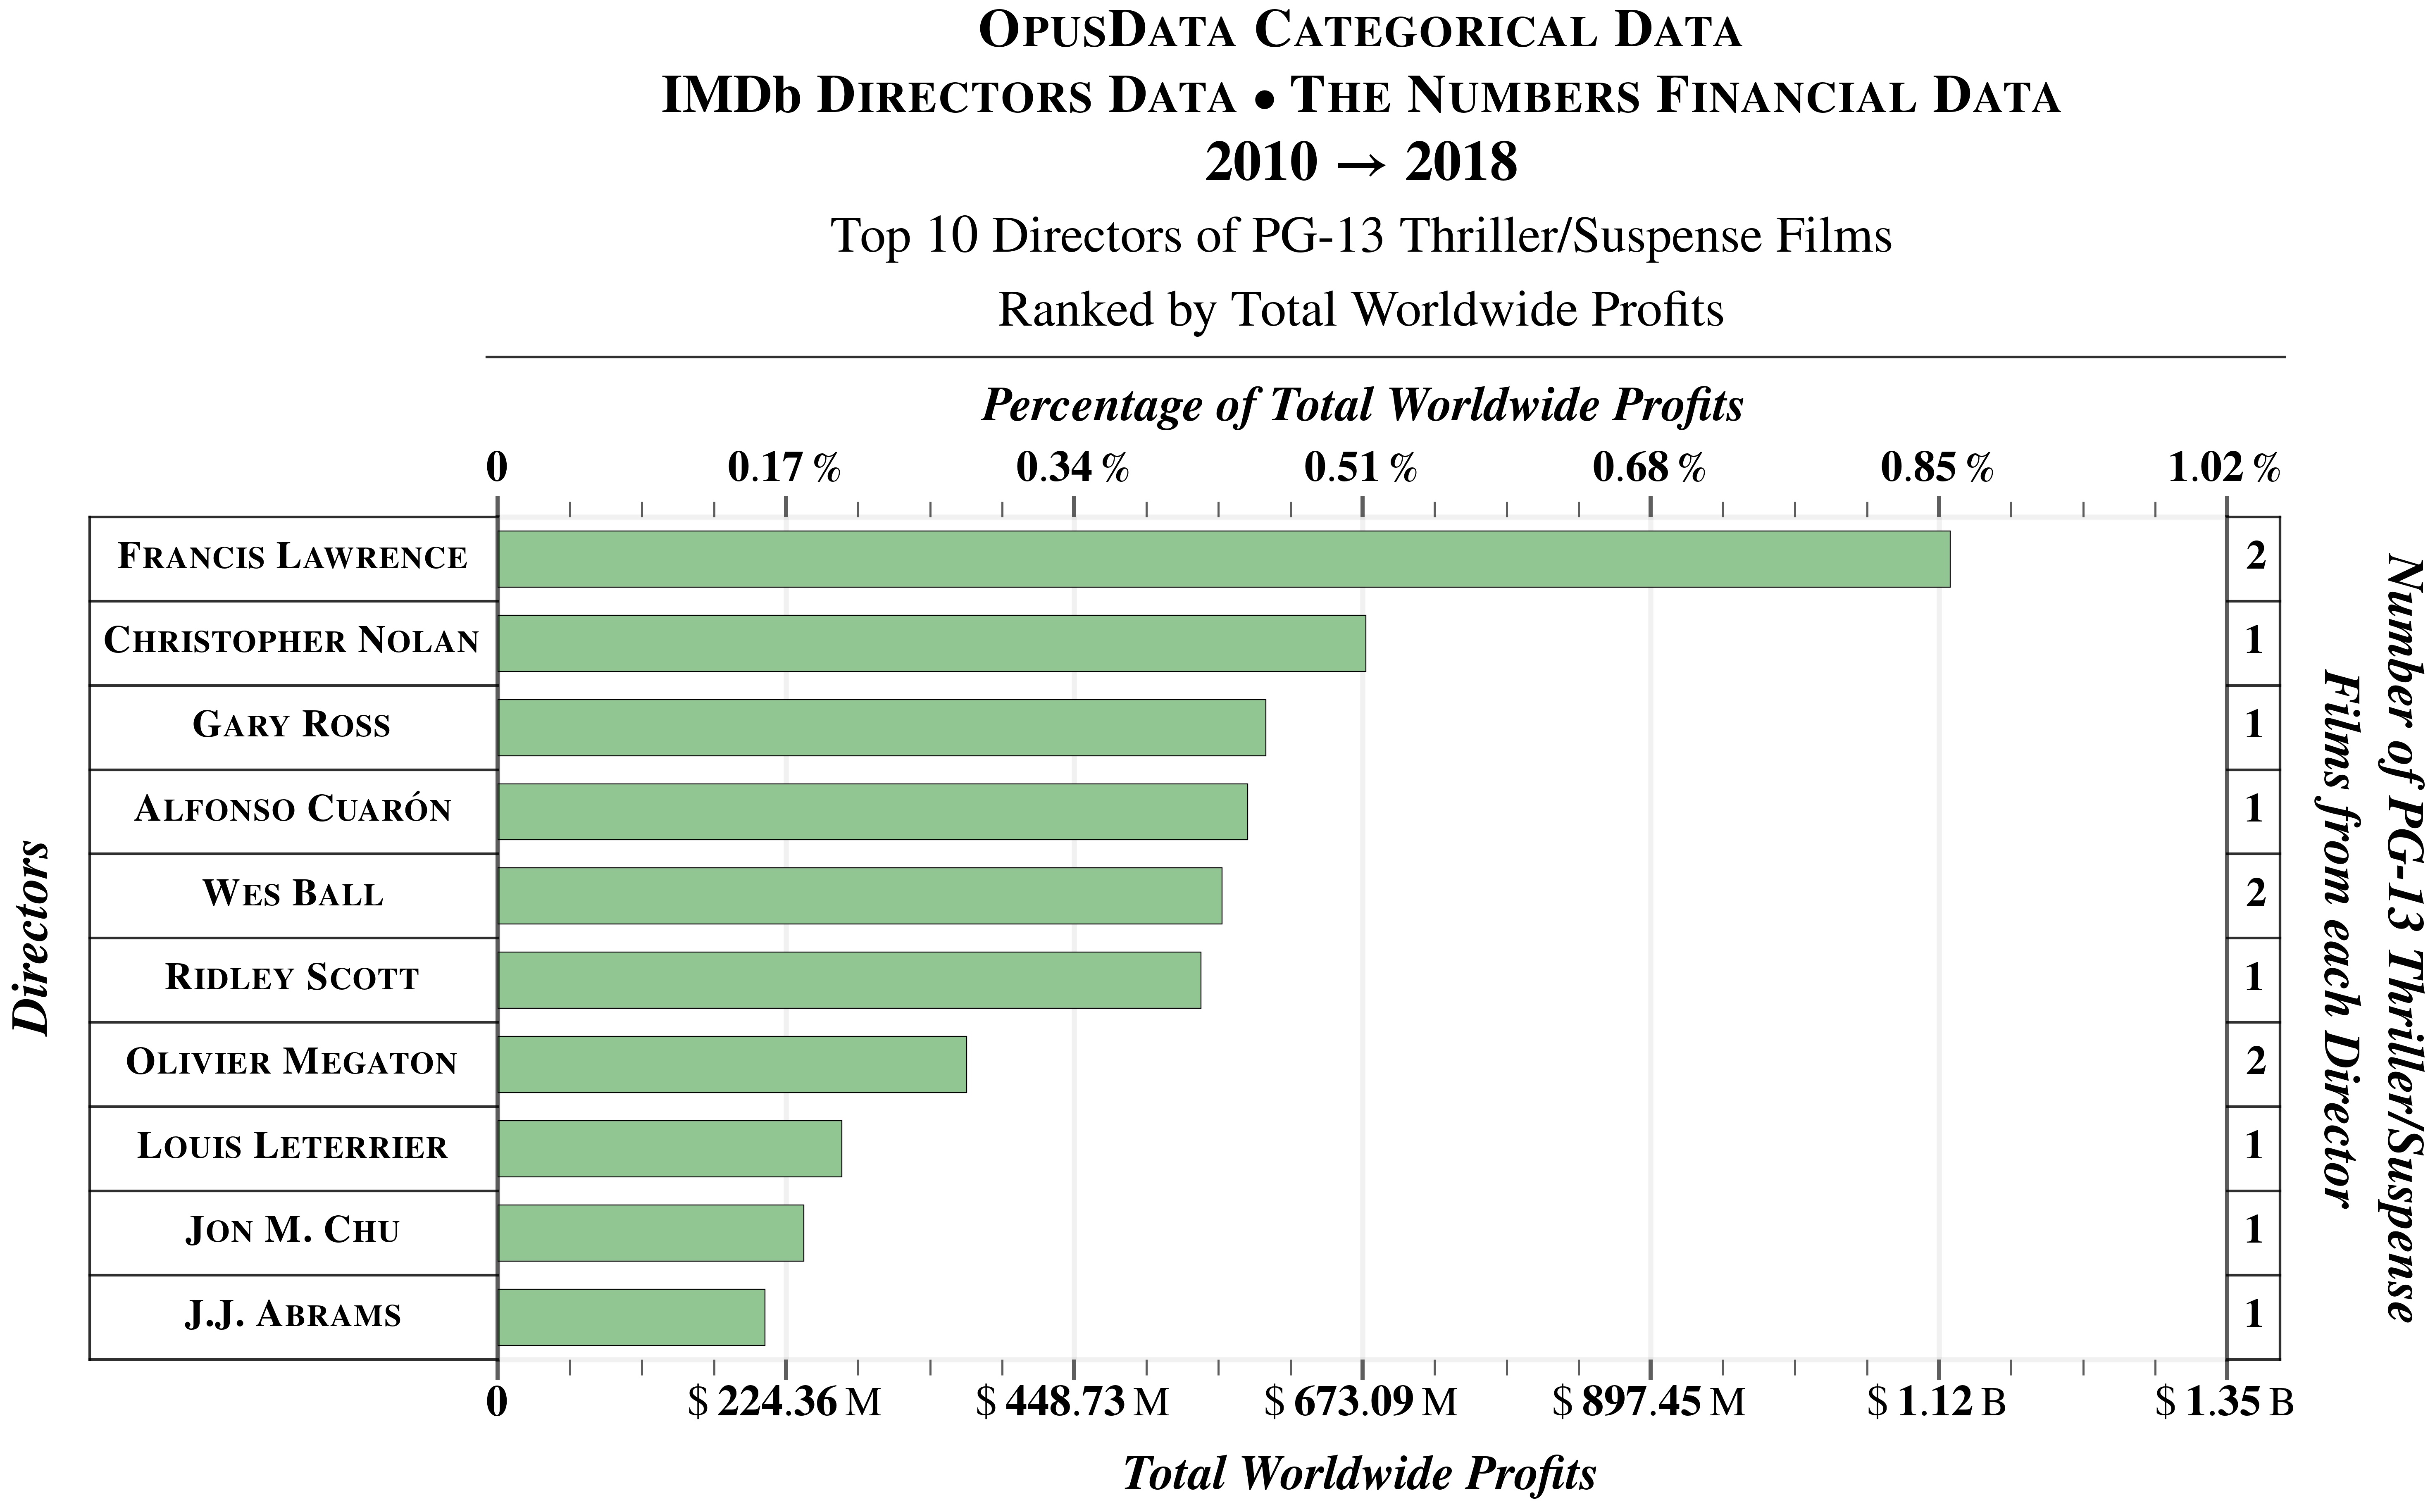 OpusData Categorical Data
IMDb Directors Data • The Numbers Financial Data
2010 → 2018
Top 10 Directors of PG-13 Thriller/Suspense Films
Ranked by Total Worldwide Profits
Percentage of Total Worldwide Profits
0 0.17 % 0.34 % 0.51 % 0.68 % 0.85 % 1.02 %
Directors
Francis Lawrence 2
Christopher Nolan 1
Gary Ross 1
Alfonso Cuarón 1
Wes Ball 2
Ridley Scott 1
Olivier Megaton 2
Louis Leterrier 1
Jon M. Chu 1
J.J. Abrams 1
Number of PG-13 Thriller/Suspense
Films from each Director
0 $ 224.36 M $ 448.73 M $ 673.09 M $ 897.45 M $ 1.12 B $ 1.35 B
Total Worldwide Profits